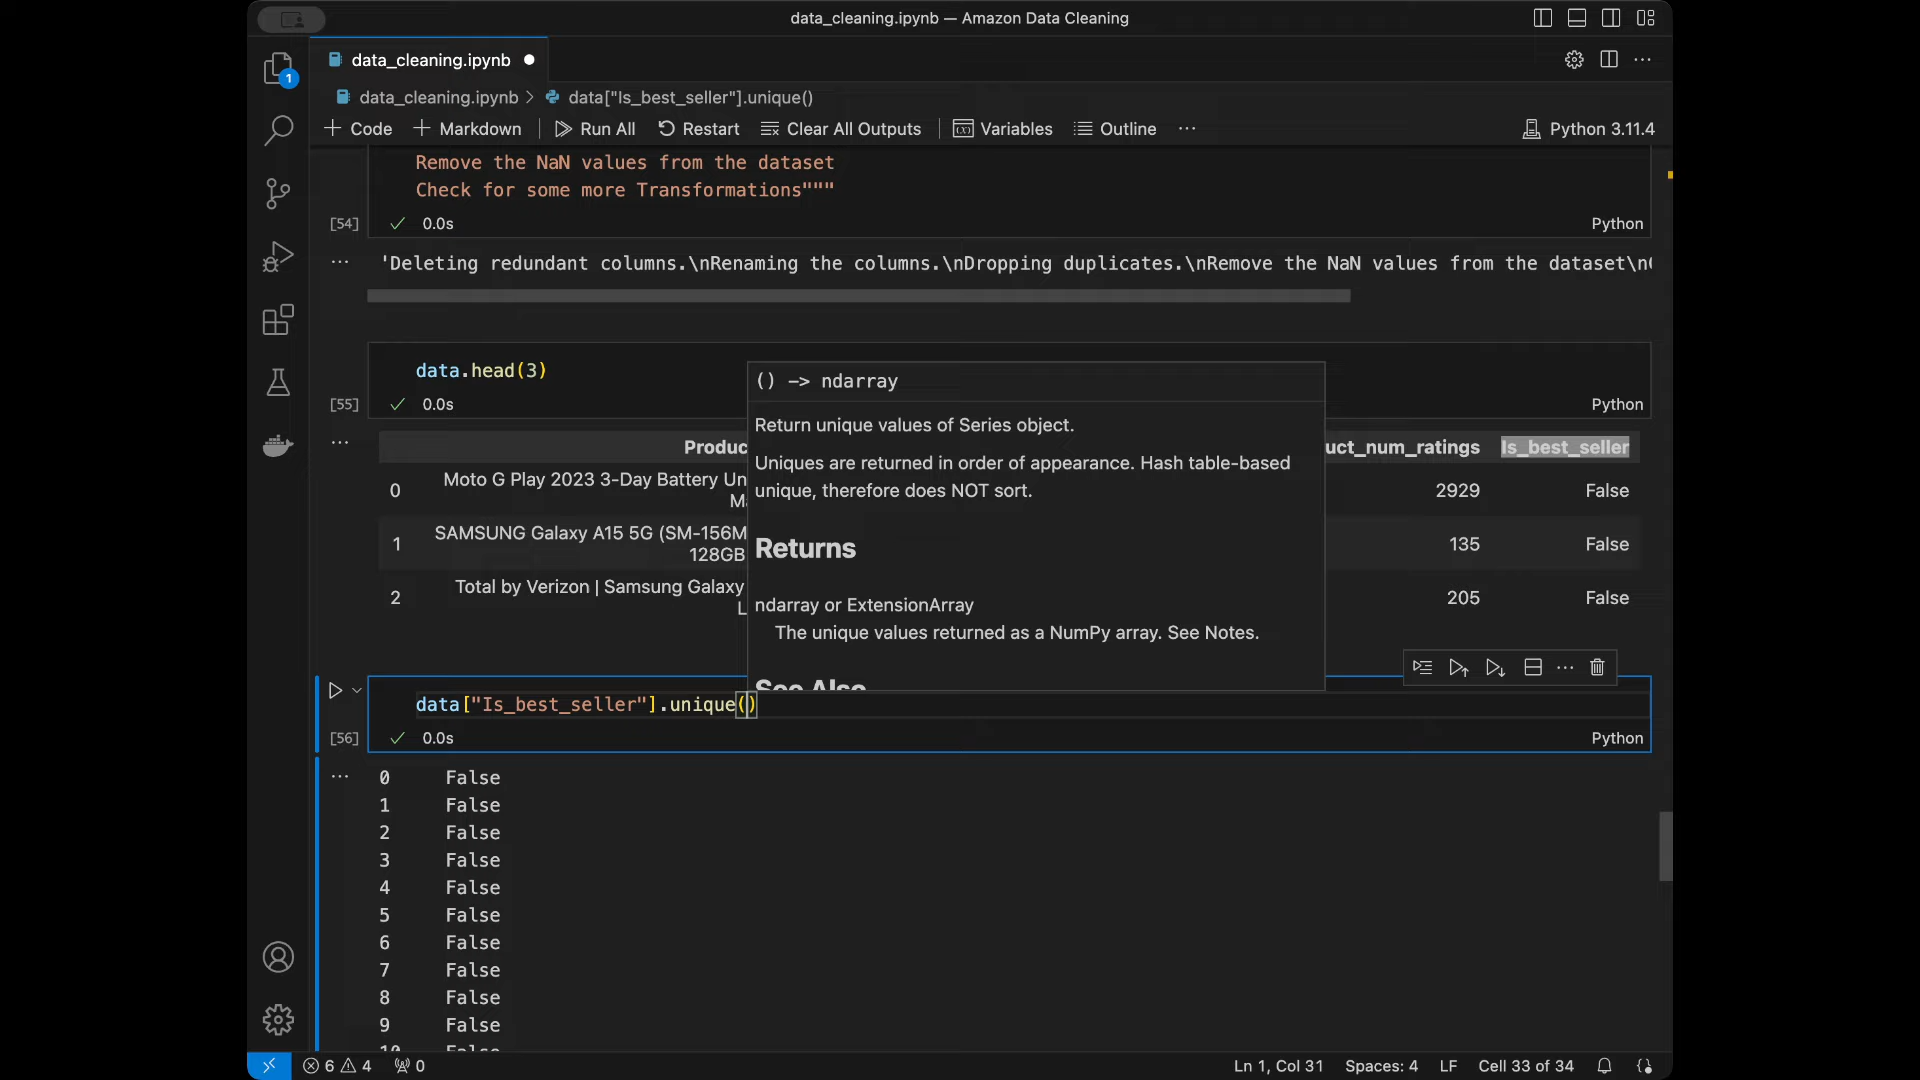 data_cleaning.ipynb — Amazon Data Cleaning
data_cleaning.ipynb
1
data_cleaning.ipynb > data["Is_best_seller"].unique()
Code Markdown Run All Restart Clear All Outputs Variables Outline ... Python 3.11.4
Remove the NaN values from the dataset
Check for some more Transformations"""
[54] 0.0s Python
'Deleting redundant columns.\nRenaming the columns.\nDropping duplicates.\nRemove the NaN values from the dataset\n
data.head(3)
[55] 0.0s Python
() -> ndarray
Return unique values of Series object.
Uniques are returned in order of appearance. Hash table-based
unique, therefore does NOT sort.
Returns
ndarray or ExtensionArray
The unique values returned as a NumPy array. See Notes.
See Also
Produc uct_num_ratings Is_best_seller
0 Moto G Play 2023 3-Day Battery Un 2929 False
M
1 SAMSUNG Galaxy A15 5G (SM-156M 135 False
128GB
2 Total by Verizon | Samsung Galaxy 205 False
L
data["Is_best_seller"].unique()
[56] 0.0s Python
0 False
1 False
2 False
3 False
4 False
5 False
6 False
7 False
8 False
9 False
10 False
6 4 0 Ln 1, Col 31 Spaces: 4 LF Cell 33 of 34